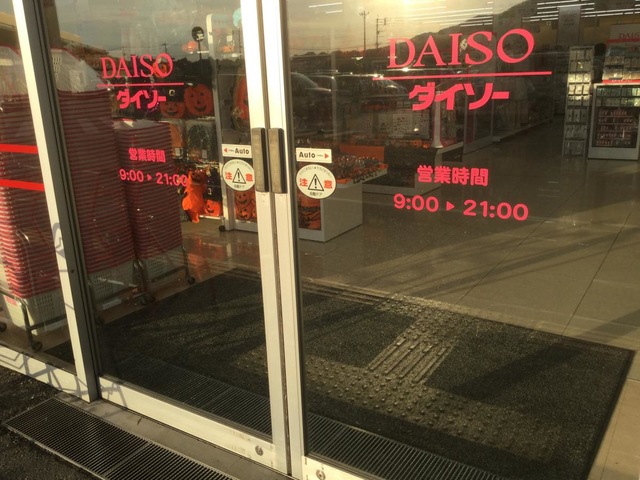 DAISO
ダイソー
営業時間
9:00 ▶ 21:00
◀ Auto
注 意
DAISO
ダイソー
営業時間
9:00 ▶ 21:00
Auto ▶
注 意